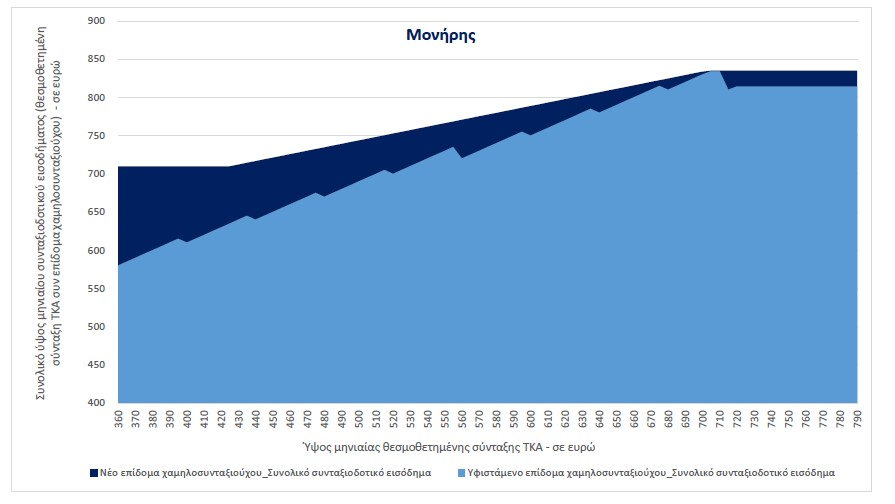 Μονήρης
Συνολικό ύψος μηνιαίου συνταξιοδοτικού εισοδήματος (θεσμοθετημένη
σύνταξη ΤΚΑ συν επίδομα χαμηλοσυνταξιούχου) - σε ευρώ
900
850
800
750
700
650
600
550
500
450
400
360 370 380 390 400 410 420 430 440 450 460 470 480 490 500 510 520 530 540 550 560 570 580 590 600 610 620 630 640 650 660 670 680 690 700 710 720 730 740 750 760 770 780 790
Ύψος μηνιαίας θεσμοθετημένης σύνταξης ΤΚΑ - σε ευρώ
Νέο επίδομα χαμηλοσυνταξιούχου_Συνολικό συνταξιοδοτικό εισόδημα
Υφιστάμενο επίδομα χαμηλοσυνταξιούχου_Συνολικό συνταξιοδοτικό εισόδημα